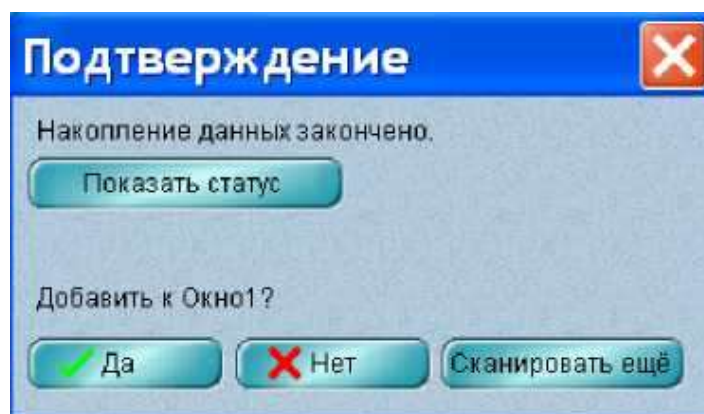 Подтверждение
Накопление данных закончено.
Показать статус
Добавить к Окно1?
Да Нет Сканировать ещё